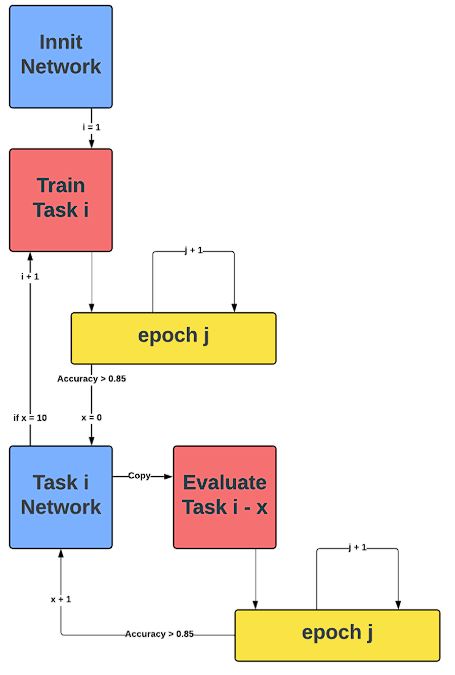 Innit
Network
i = 1
Train
Task i
i + 1
j + 1
epoch j
Accuracy > 0.85
if x = 10
x = 0
Task i
Network
Copy
Evaluate
Task i - x
j + 1
x + 1
epoch j
Accuracy > 0.85